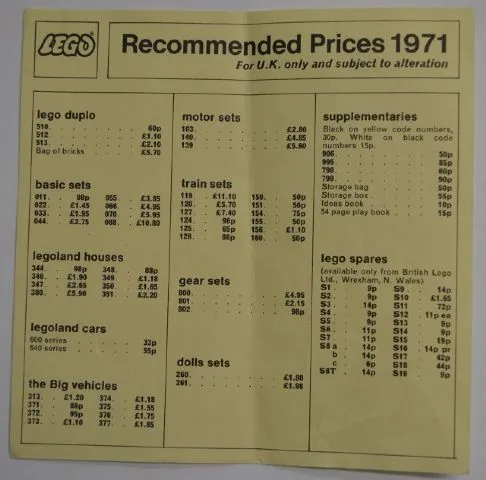 LEGO
Recommended Prices 1971
For U.K. only and subject to alteration
lego duplo
510. . . . . . . . . 60p
512. . . . . . . . . £1.10
513. . . . . . . . . £2.10
Bag of bricks . . . . £5.70
basic sets
011 . 98p 055 . £3.85
022 . £1.45 066 . £4.95
033 . £1.95 070 . £5.95
044 . £2.75 088 . £10.80
legoland houses
344 . 98p 348 . 88p
346 . £1.90 349 . £1.18
347 . £2.65 350 . £1.65
380 . £5.90 351 . £2.20
legoland cars
600 series . . . . . 33p
640 series . . . . . 55p
the Big vehicles
313. £1.20 374. £1.18
371. 88p 375. £1.55
372. 95p 376. £1.75
373. £1.10 377. £1.85
motor sets
103. . . . . . . . . £2.80
140. . . . . . . . . £4.85
139 . . . . . . . . £5.60
train sets
119 . £11.10 150. 50p
120 . £5.70 151. 50p
127 . £7.40 154. 75p
124 . 98p 155. 50p
125 . 65p 156. £1.10
128 . 88p 160. 50p
gear sets
800. . . . . . . . . £4.95
801. . . . . . . . . £2.15
802. . . . . . . . . 98p
dolls sets
260. . . . . . . . . £1.98
261. . . . . . . . . £1.98
supplementaries
Black on yellow code numbers,
30p. White on black code
numbers 15p.
906 . . . . . . . . 50p
995 . . . . . . . . 85p
798 . . . . . . . . 60p
799 . . . . . . . . 90p
Storage bag . . . . 50p
Storage box . . . . 55p
Ideas book . . . . 10p
54 page play book . . 15p
lego spares
(available only from British Lego
Ltd., Wrexham, N. Wales)
S1 . 9p S9 . 14p
S2 . 9p S10 . £1.65
S3 . 14p S11 . 72p
S4 . 9p S12 . 11p ea
S5 . 9p S13 . 9p
S6 . 11p S14 . 9p
S7 . 11p S15 . 19p
S8 a . 14p S16 . 14p pr
b . 14p S17 . 42p
c . 6p S18 . 44p
S8T . 14p S19 . 9p